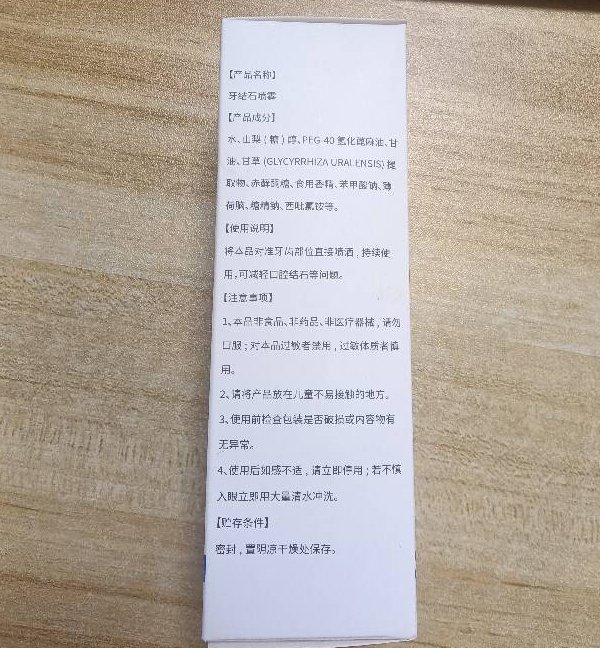 【产品名称】
牙结石喷雾
【产品成分】
水、山梨(糖)醇、PEG-40 氢化蓖麻油、甘
油、甘草(GLYCYRRHIZA URALENSIS)提
取物、赤藓酮糖、食用香精、苯甲酸钠、薄
荷脑、糖精钠、西吡氯铵等。
【使用说明】
将本品对准牙齿部位直接喷洒,持续使
用,可减轻口腔结石等问题。
【注意事项】
1、本品非食品、非药品、非医疗器械,请勿
口服;对本品过敏者禁用,过敏体质者慎
用。
2、请将产品放在儿童不易接触的地方。
3、使用前检查包装是否破损或内容物有
无异常。
4、使用后如感不适,请立即停用;若不慎
入眼立即用大量清水冲洗。
【贮存条件】
密封,置阴凉干燥处保存。